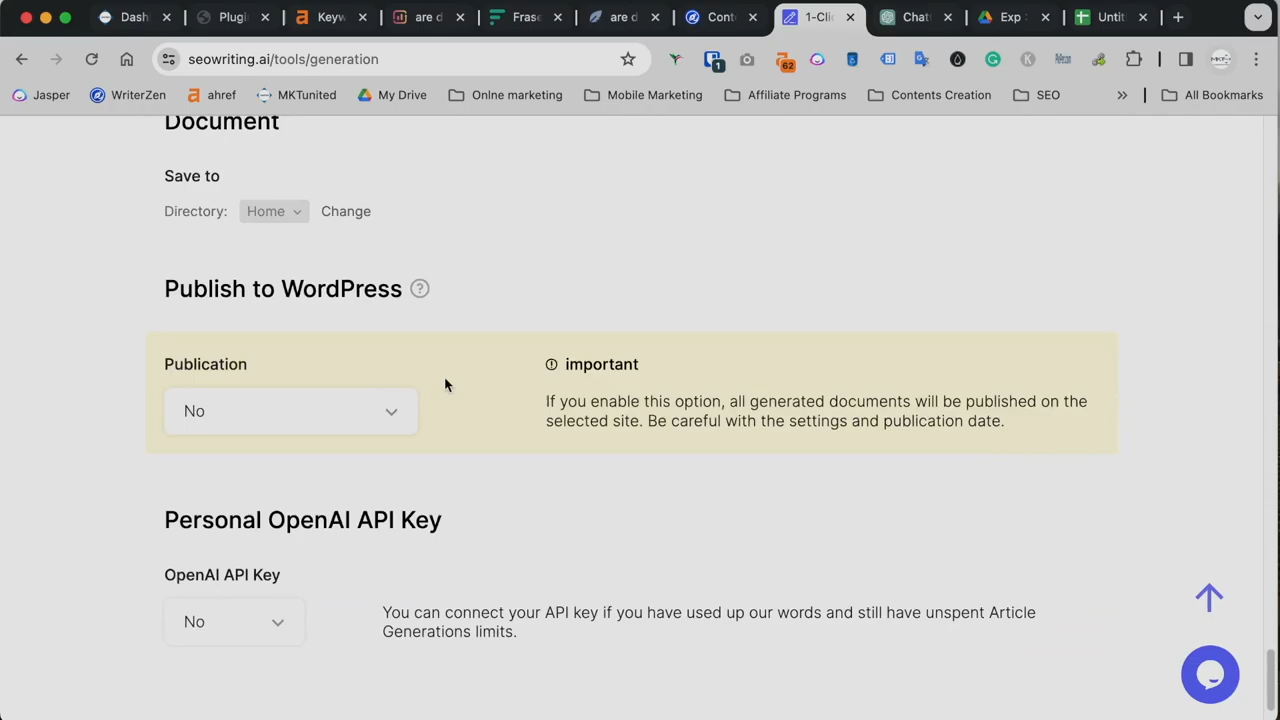 Dash
Plugi
Keyw
are d
Frase
are d
Cont
1-Clic
Chat
Exp
Untit
seowriting.ai/tools/generation
1
62
Jasper
WriterZen
ahref
MKTunited
My Drive
Onlne marketing
Mobile Marketing
Affiliate Programs
Contents Creation
SEO
All Bookmarks
Document
Save to
Directory: Home Change
Publish to WordPress ?
Publication
No
important
If you enable this option, all generated documents will be published on the
selected site. Be careful with the settings and publication date.
Personal OpenAI API Key
OpenAI API Key
No
You can connect your API key if you have used up our words and still have unspent Article
Generations limits.